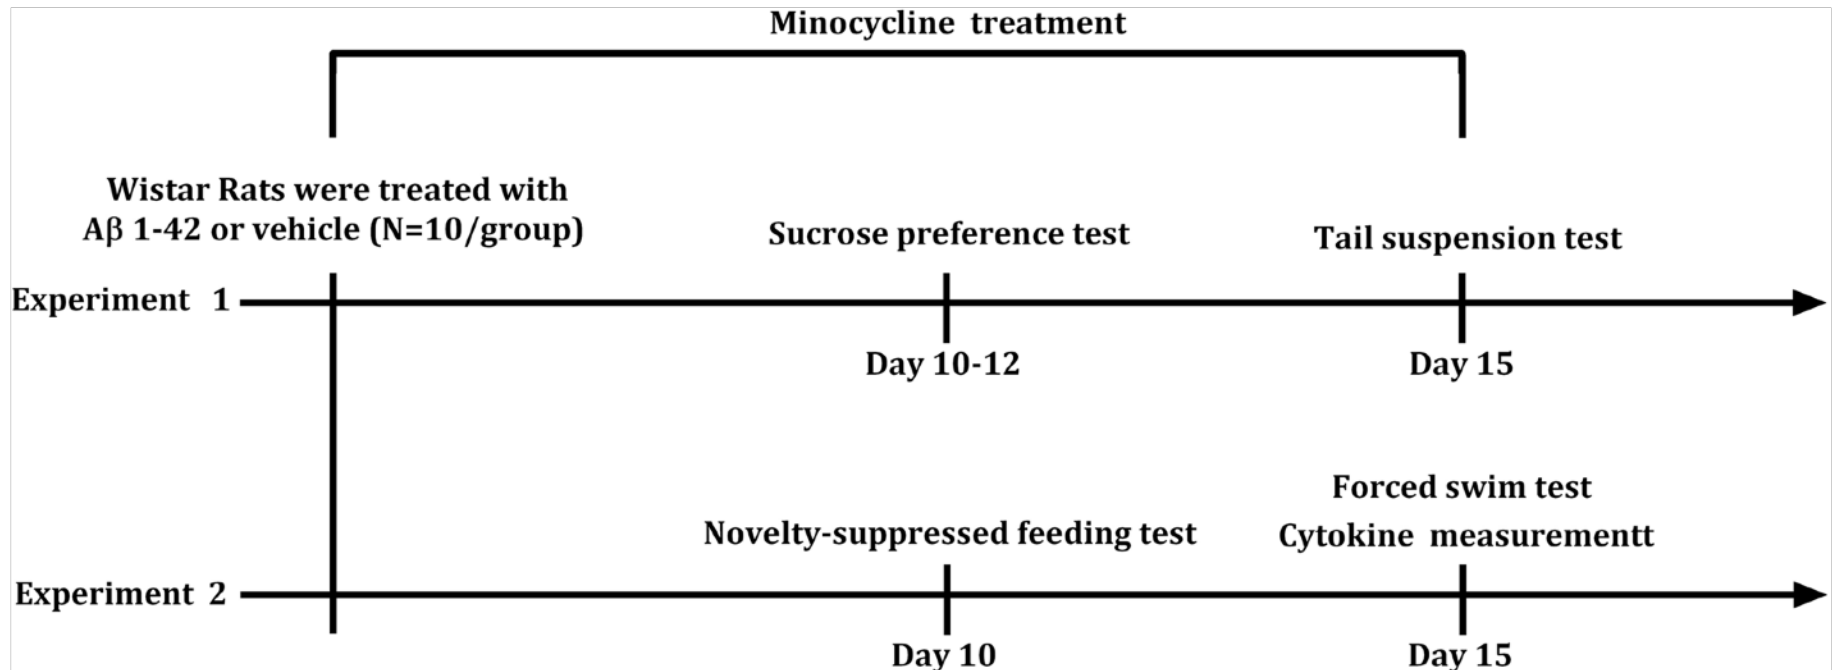 Minocycline treatment
Wistar Rats were treated with
Aβ 1-42 or vehicle (N=10/group)
Sucrose preference test
Tail suspension test
Experiment 1
Day 10-12
Day 15
Forced swim test
Novelty-suppressed feeding test
Cytokine measurementt
Experiment 2
Day 10
Day 15